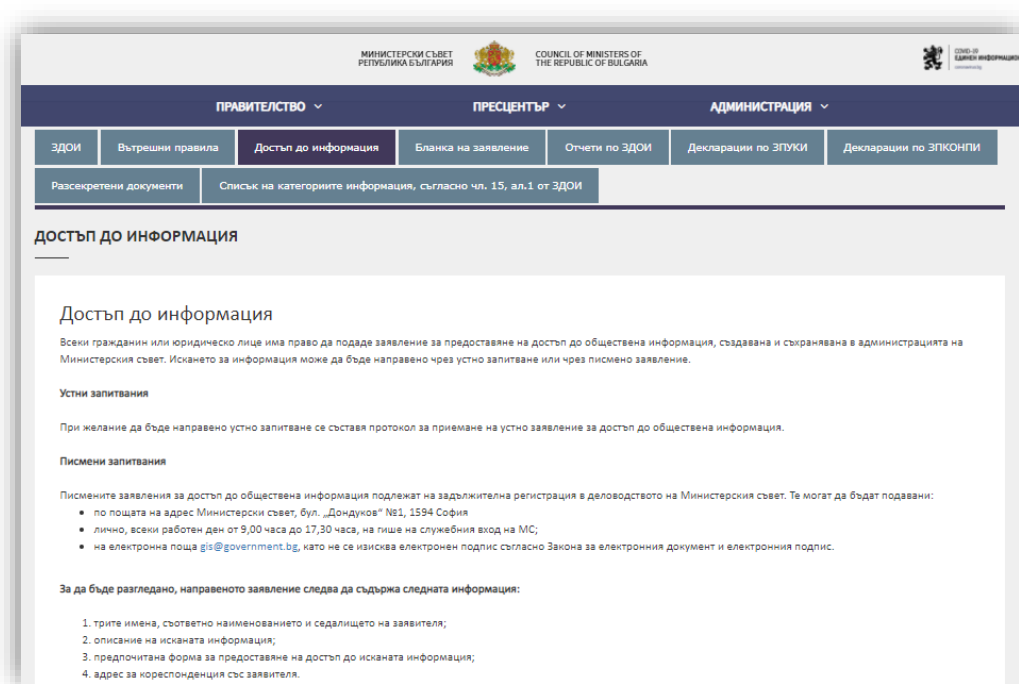 МИНИСТЕРСКИ СЪВЕТ
РЕПУБЛИКА БЪЛГАРИЯ
COUNCIL OF MINISTERS OF
THE REPUBLIC OF BULGARIA
COVID-19
ЕДИНЕН ИНФОРМАЦИОН
ПРАВИТЕЛСТВО ПРЕСЦЕНТЪР АДМИНИСТРАЦИЯ
ЗДОИ Вътрешни правила Достъп до информация Бланка на заявление Отчети по ЗДОИ Декларации по ЗПУКИ Декларации по ЗПКОНПИ
Разсекретени документи Списък на категориите информация, съгласно чл. 15, ал.1 от ЗДОИ
ДОСТЪП ДО ИНФОРМАЦИЯ
Достъп до информация
Всеки гражданин или юридическо лице има право да подаде заявление за предоставяне на достъп до обществена информация, създавана и съхранявана в администрацията на
Министерския съвет. Искането за информация може да бъде направено чрез устно запитване или чрез писмено заявление.
Устни запитвания
При желание да бъде направено устно запитване се съставя протокол за приемане на устно заявление за достъп до обществена информация.
Писмени запитвания
Писмените заявления за достъп до обществена информация подлежат на задължителна регистрация в деловодството на Министерския съвет. Те могат да бъдат подавани:
• по пощата на адрес Министерски съвет, бул. „Дондуков" №1, 1594 София
• лично, всеки работен ден от 9,00 часа до 17,30 часа, на гише на служебния вход на МС;
• на електронна поща gis@government.bg, като не се изисква електронен подпис съгласно Закона за електронния документ и електронния подпис.
За да бъде разгледано, направеното заявление следва да съдържа следната информация:
1. трите имена, съответно наименованието и седалището на заявителя;
2. описание на исканата информация;
3. предпочитана форма за предоставяне на достъп до исканата информация;
4. адрес за кореспонденция със заявителя.